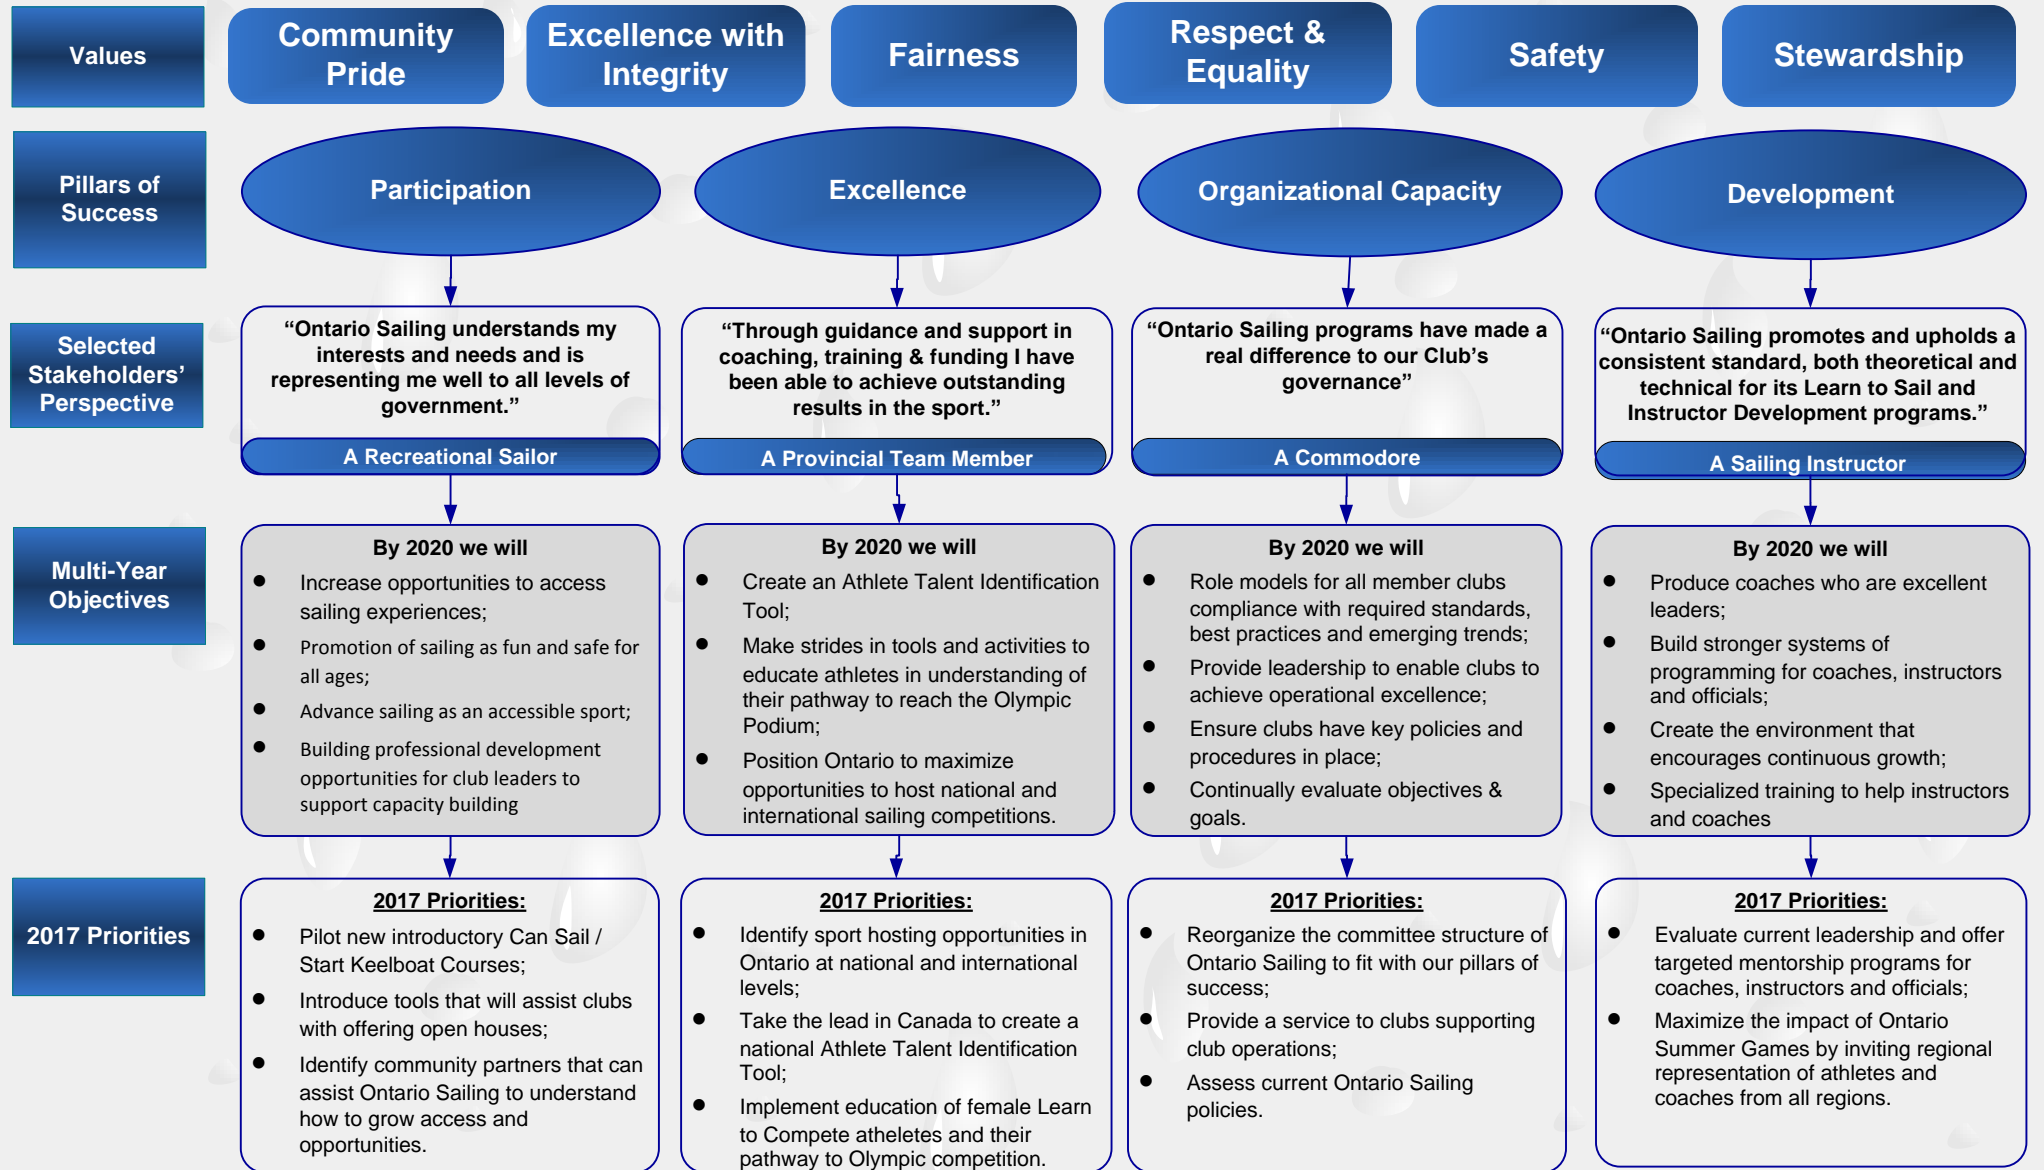 Values
Community
Pride
Excellence with
Integrity
Fairness
Respect &
Equality
Safety
Stewardship
Pillars of
Success
Participation
Excellence
Organizational Capacity
Development
Selected
Stakeholders’
Perspective
“Ontario Sailing understands my
interests and needs and is
representing me well to all levels of
government.”
A Recreational Sailor
“Through guidance and support in
coaching, training & funding I have
been able to achieve outstanding
results in the sport.”
A Provincial Team Member
“Ontario Sailing programs have made a
real difference to our Club’s
governance”
A Commodore
“Ontario Sailing promotes and upholds a
consistent standard, both theoretical and
technical for its Learn to Sail and
Instructor Development programs.”
A Sailing Instructor
Multi-Year
Objectives
By 2020 we will
● Increase opportunities to access
sailing experiences;
● Promotion of sailing as fun and safe for
all ages;
● Advance sailing as an accessible sport;
● Building professional development
opportunities for club leaders to
support capacity building
By 2020 we will
● Create an Athlete Talent Identification
Tool;
● Make strides in tools and activities to
educate athletes in understanding of
their pathway to reach the Olympic
Podium;
● Position Ontario to maximize
opportunities to host national and
international sailing competitions.
By 2020 we will
● Role models for all member clubs
compliance with required standards,
best practices and emerging trends;
● Provide leadership to enable clubs to
achieve operational excellence;
● Ensure clubs have key policies and
procedures in place;
● Continually evaluate objectives &
goals.
By 2020 we will
● Produce coaches who are excellent
leaders;
● Build stronger systems of
programming for coaches, instructors
and officials;
● Create the environment that
encourages continuous growth;
● Specialized training to help instructors
and coaches
2017 Priorities
2017 Priorities:
● Pilot new introductory Can Sail /
Start Keelboat Courses;
● Introduce tools that will assist clubs
with offering open houses;
● Identify community partners that can
assist Ontario Sailing to understand
how to grow access and
opportunities.
2017 Priorities:
● Identify sport hosting opportunities in
Ontario at national and international
levels;
● Take the lead in Canada to create a
national Athlete Talent Identification
Tool;
● Implement education of female Learn
to Compete atheletes and their
pathway to Olympic competition.
2017 Priorities:
● Reorganize the committee structure of
Ontario Sailing to fit with our pillars of
success;
● Provide a service to clubs supporting
club operations;
● Assess current Ontario Sailing
policies.
2017 Priorities:
● Evaluate current leadership and offer
targeted mentorship programs for
coaches, instructors and officials;
● Maximize the impact of Ontario
Summer Games by inviting regional
representation of athletes and
coaches from all regions.